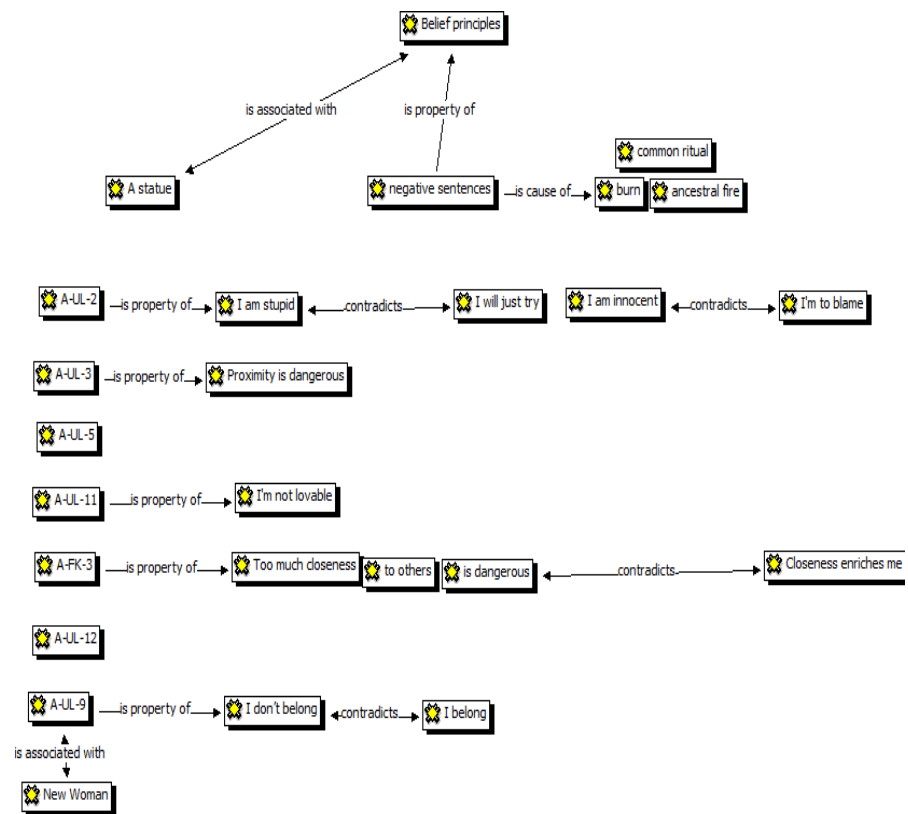 Belief principles
is associated with
is property of
common ritual
A statue
negative sentences
is cause of
burn
ancestral fire
A-UL-2
is property of
I am stupid
contradicts
I will just try
I am innocent
contradicts
I'm to blame
A-UL-3
is property of
Proximity is dangerous
A-UL-5
A-UL-11
is property of
I'm not lovable
A-FK-3
is property of
Too much closeness
to others
is dangerous
contradicts
Closeness enriches me
A-UL-12
A-UL-9
is property of
I don't belong
contradicts
I belong
is associated with
New Woman